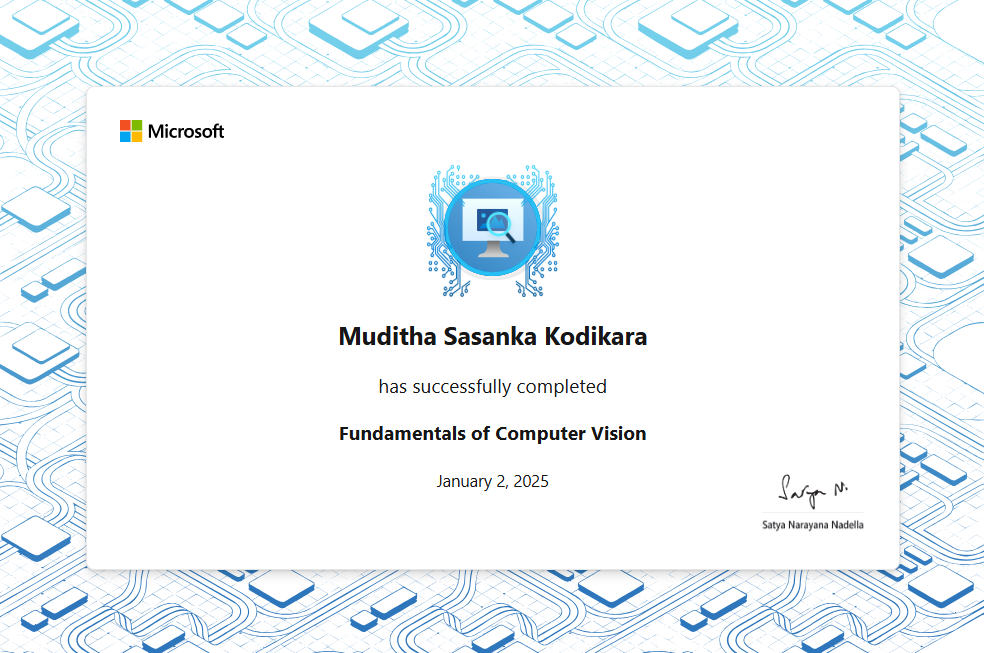 Microsoft
Muditha Sasanka Kodikara
has successfully completed
Fundamentals of Computer Vision
January 2, 2025
Satya N.
Satya Narayana Nadella